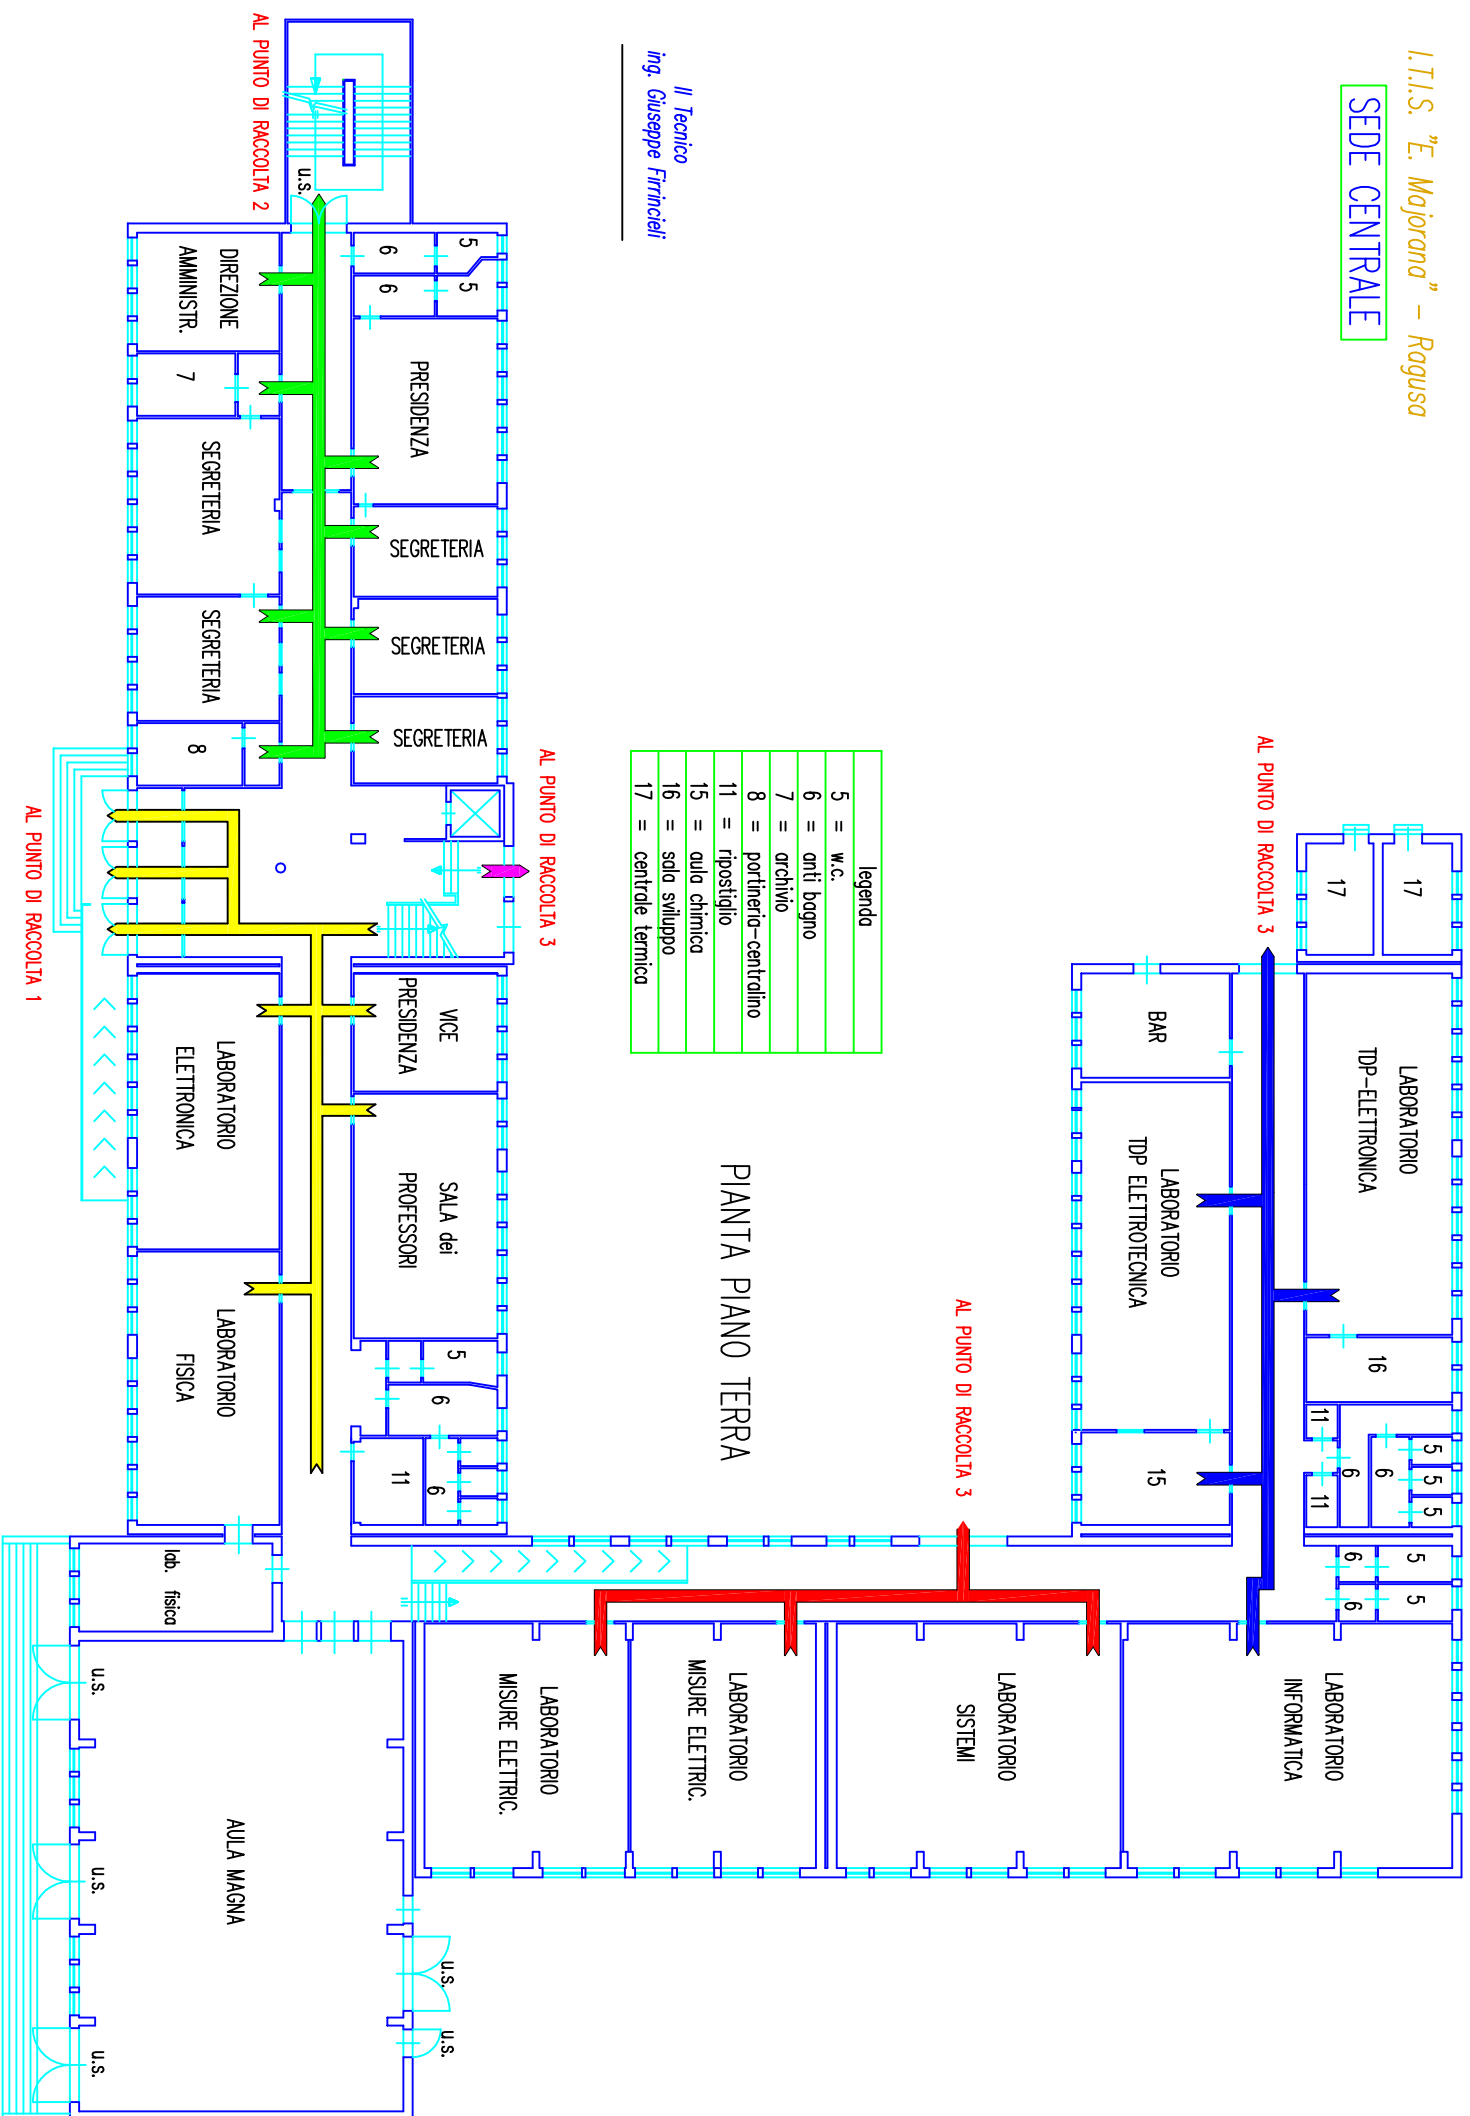 I.T.I.S. "E. Majorana" - Ragusa
SEDE CENTRALE
Il Tecnico
ing. Giuseppe Firrincieli
AL PUNTO DI RACCOLTA 3
17
17
LABORATORIO
TDP-ELETTRONICA
16
11
11
6
6
5
5
5
5
5
6
6
BAR
LABORATORIO
TDP ELETTROTECNICA
15
LABORATORIO
INFORMATICA
AL PUNTO DI RACCOLTA 3
LABORATORIO
SISTEMI
LABORATORIO
MISURE ELETTRIC.
LABORATORIO
MISURE ELETTRIC.
legenda
5 = w.c.
6 = anti bagno
7 = archivio
8 = portineria-centralino
11 = ripostiglio
15 = aula chimica
16 = sala sviluppo
17 = centrale termica
PIANTA PIANO TERRA
AL PUNTO DI RACCOLTA 3
AL PUNTO DI RACCOLTA 2
u.s.
5
5
6
6
PRESIDENZA
SEGRETERIA
SEGRETERIA
SEGRETERIA
DIREZIONE
AMMINISTR.
7
SEGRETERIA
SEGRETERIA
8
AL PUNTO DI RACCOLTA 1
VICE
PRESIDENZA
SALA dei
PROFESSORI
5
6
11
6
LABORATORIO
ELETTRONICA
LABORATORIO
FISICA
lab. fisica
AULA MAGNA
u.s.
u.s.
u.s.
u.s.
u.s.